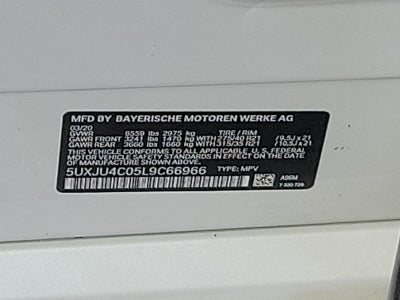 MFD BY BAYERISCHE MOTOREN WERKE AG
03/20
GVWR 6559 lbs 2975 kg TIRE / RIM
GAWR FRONT 3241 lbs 1470 kg W 275/40 R21 / 9.5J x 21
GAWR REAR 3660 lbs 1660 kg W 315/35 R21 / 10.5J x 21
THIS VEHICLE CONFORMS TO ALL APPLICABLE
U.S. FEDERAL MOTOR VEHICLE SAFETY,
THEFT PREVENTION STANDARDS IN EFFECT ON THE DATE
OF MANUFACTURE SHOWN ABOVE.
5UXJU4C05L9C66966 TYPE: MPV
A96M